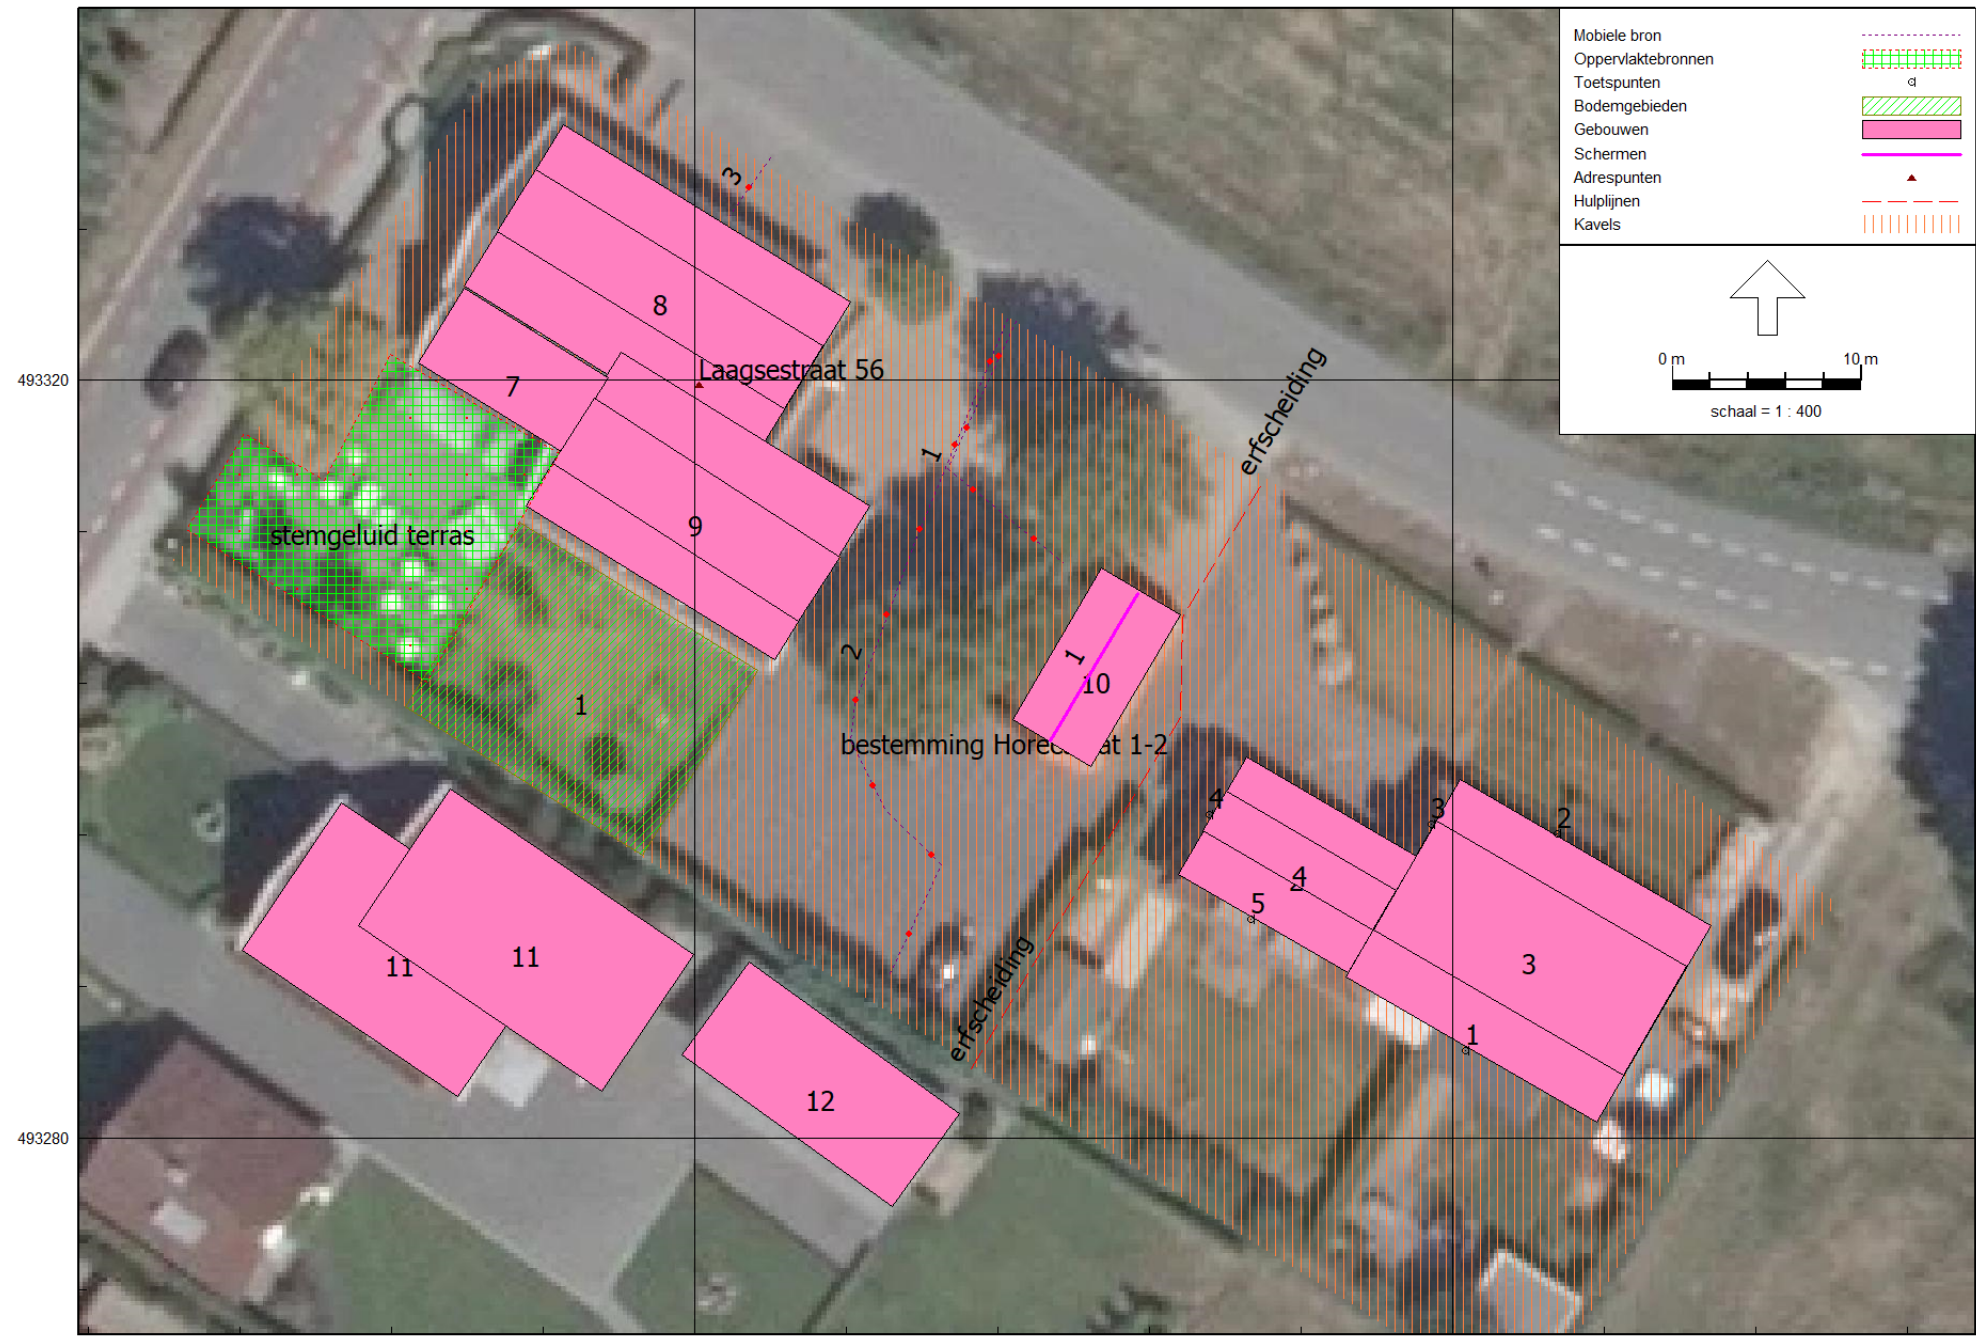 Mobiele bron
Oppervlaktebronnen
Toetspunten
Bodemgebieden
Gebouwen
Schermen
Adrespunten
Hulplijnen
Kavels
0 m 10 m
schaal = 1 : 400
3
8
Laagsestraat 56
493320
7
erfscheiding
1
9
stemgeluid terras
2
1
10
1
bestemming Horeca
at 1-2
4
3
2
4
5
11
11
3
erfscheiding
1
12
493280